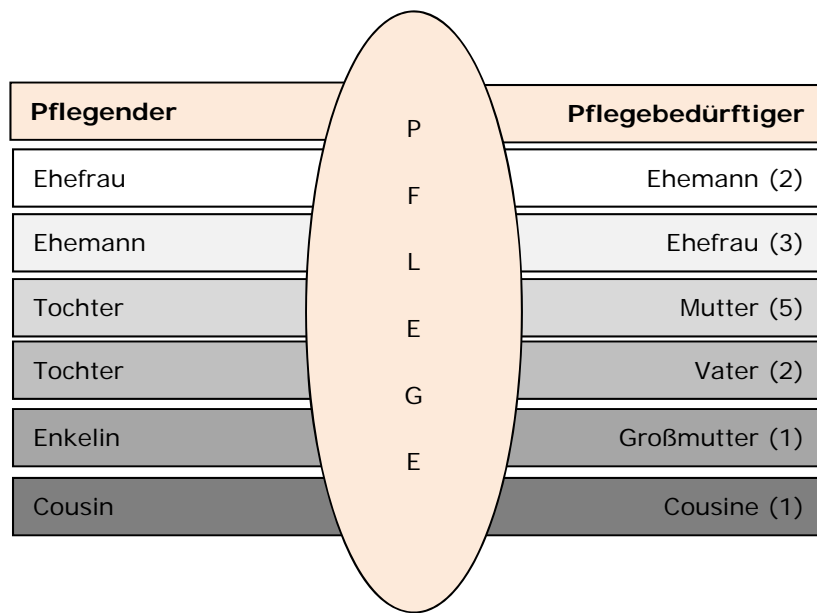 Pflegender Pflegebedürftiger
Ehefrau Ehemann (2)
Ehemann Ehefrau (3)
Tochter Mutter (5)
Tochter Vater (2)
Enkelin Großmutter (1)
Cousin Cousine (1)
P
F
L
E
G
E